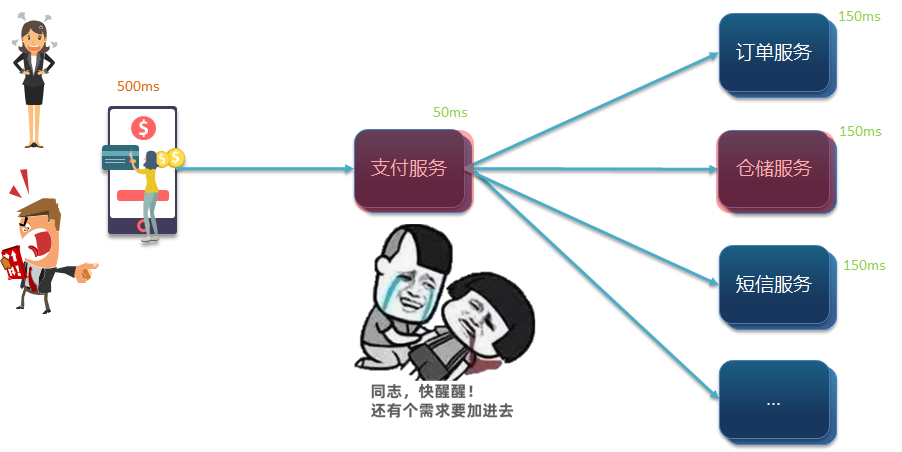 500ms
50ms
支付服务
150ms
订单服务
150ms
仓储服务
150ms
短信服务
...
$
$
$
同志，快醒醒！
还有个需求要加进去